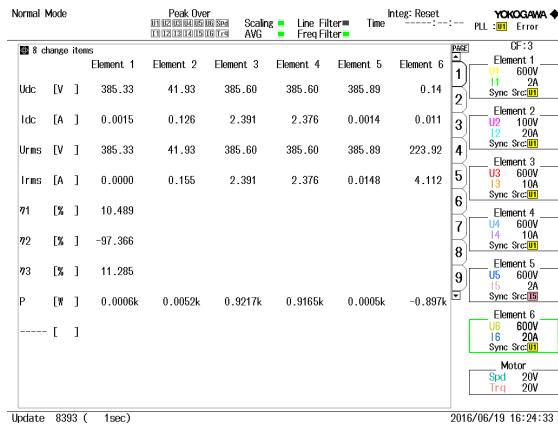 Normal Mode Peak Over Integ: Reset YOKOGAWA
U1 U2 U3 U4 U5 U6 Spd Scaling Line Filter Time ----:--:-- PLL :U1 Error
I1 I2 I3 I4 I5 I6 Trq AVG Freq Filter
8 change items PAGE CF:3
Element 1 Element 2 Element 3 Element 4 Element 5 Element 6
Udc [V ] 385.33 41.93 385.60 385.60 385.89 0.14
Idc [A ] 0.0015 0.126 2.391 2.376 0.0014 0.011
Urms [V ] 385.33 41.93 385.60 385.60 385.89 223.92
Irms [A ] 0.0000 0.155 2.391 2.376 0.0148 4.112
η1 [% ] 10.489
η2 [% ] -97.366
η3 [% ] 11.285
P [W ] 0.0006k 0.0052k 0.9217k 0.9165k 0.0005k -0.897k
----- [ ]
1
2
3
4
5
6
7
8
9
Element 1
U1 600V
I1 2A
Sync Src:U1
Element 2
U2 100V
I2 20A
Sync Src:U1
Element 3
U3 600V
I3 10A
Sync Src:U1
Element 4
U4 600V
I4 10A
Sync Src:U1
Element 5
U5 600V
I5 2A
Sync Src:I5
Element 6
U6 600V
I6 20A
Sync Src:U1
Motor
Spd 20V
Trq 20V
Update 8393 ( 1sec) 2016/06/19 16:24:33